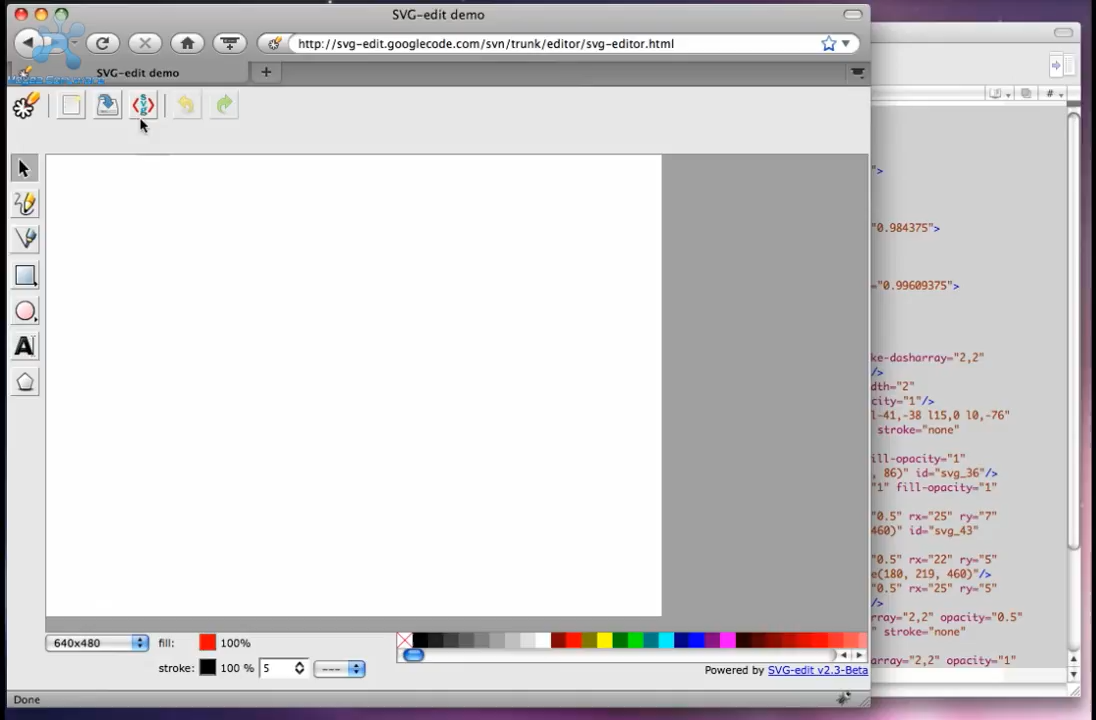 SVG-edit demo
http://svg-edit.googlecode.com/svn/trunk/editor/svg-editor.html
SVG-edit demo
+
#
svg
A
">
"0.984375">
="0.99609375">
ke-dasharray="2,2"
/>
dth="2"
city="1"/>
l-41,-38 l15,0 l0,-76"
stroke="none"
ill-opacity="1"
, 86)" id="svg_36"/>
"1" fill-opacity="1"
"0.5" rx="25" ry="7"
460)" id="svg_43"
"0.5" rx="22" ry="5"
e(180, 219, 460)"/>
"0.5" rx="25" ry="5"
/>
array="2,2" opacity="0.5"
" stroke="none"
array="2,2" opacity="1"
640x480
fill: 100%
stroke: 100 % 5 ---
Powered by SVG-edit v2.3-Beta
Done